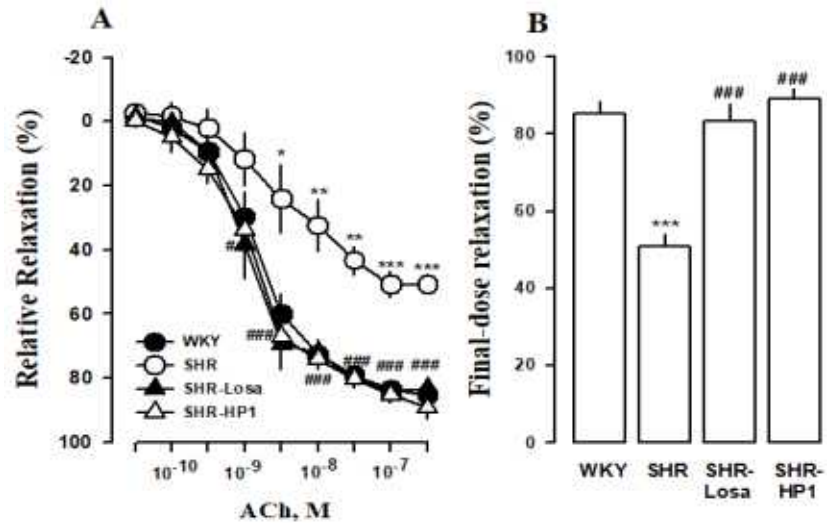 A
Relative Relaxation (%)
-20
0
20
40
60
80
100
*
**
**
***
***
#
###
###
###
###
###
WKY
SHR
SHR-Losa
SHR-HP1
10-10
10-9
10-8
10-7
ACh, M
B
Final-dose relaxation (%)
100
80
60
40
20
0
***
###
###
WKY
SHR
SHR-
Losa
SHR-
HP1